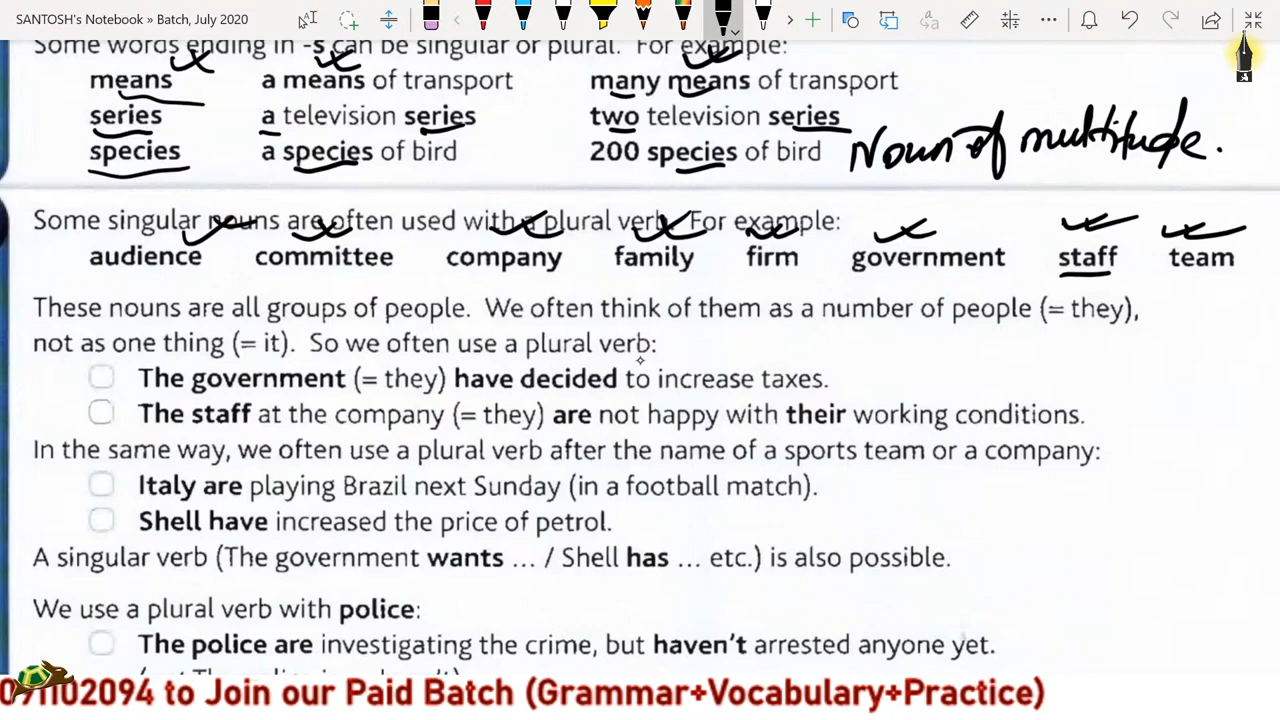 SANTOSH's Notebook » Batch, July 2020
Some words ending in -s can be singular or plural. For example:
means a means of transport many means of transport
series a television series two television series
species a species of bird 200 species of bird
Noun of multitude.
Some singular nouns are often used with a plural verb. For example:
audience committee company family firm government staff team
These nouns are all groups of people. We often think of them as a number of people (= they),
not as one thing (= it). So we often use a plural verb:
The government (= they) have decided to increase taxes.
The staff at the company (= they) are not happy with their working conditions.
In the same way, we often use a plural verb after the name of a sports team or a company:
Italy are playing Brazil next Sunday (in a football match).
Shell have increased the price of petrol.
A singular verb (The government wants ... / Shell has ... etc.) is also possible.
We use a plural verb with police:
The police are investigating the crime, but haven't arrested anyone yet.
to Join our Paid Batch (Grammar+Vocabulary+Practice)